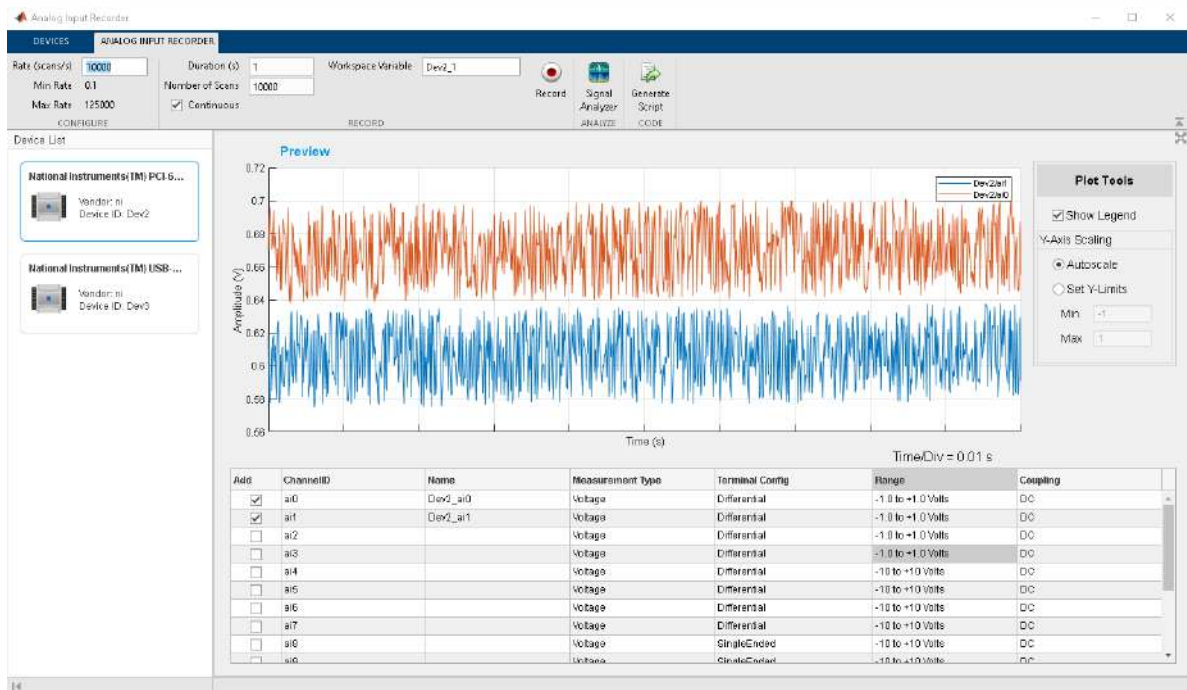 Analog Input Recorder
DEVICES ANALOG INPUT RECORDER
Rate (scans/s) 10000 Duration (s) 1 Workspace Variable Dev2_1
Min Rate 0.1 Number of Scans 10000
Max Rate 125000 Continuous
Record Signal Analyzer Generate Script
CONFIGURE RECORD ANALYZE CODE
Device List
National Instruments(TM) PCI-6...
Vendor: ni
Device ID: Dev2
National Instruments(TM) USB-...
Vendor: ni
Device ID: Dev3
Preview
0.72
0.7
0.68
0.66
0.64
0.62
0.6
0.58
0.56
Amplitude (V)
Dev2/ai1
Dev2/ai0
Time (s)
Time/Div = 0.01 s
Plot Tools
Show Legend
Y-Axis Scaling
Autoscale
Set Y-Limits
Min -1
Max 1
Add ChannelID Name Measurement Type Terminal Config Range Coupling
ai0 Dev2_ai0 Voltage Differential -1.0 to +1.0 Volts DC
ai1 Dev2_ai1 Voltage Differential -1.0 to +1.0 Volts DC
ai2 Voltage Differential -1.0 to +1.0 Volts DC
ai3 Voltage Differential -1.0 to +1.0 Volts DC
ai4 Voltage Differential -10 to +10 Volts DC
ai5 Voltage Differential -10 to +10 Volts DC
ai6 Voltage Differential -10 to +10 Volts DC
ai7 Voltage Differential -10 to +10 Volts DC
ai8 Voltage SingleEnded -10 to +10 Volts DC
ai9 Voltage SingleEnded -10 to +10 Volts DC